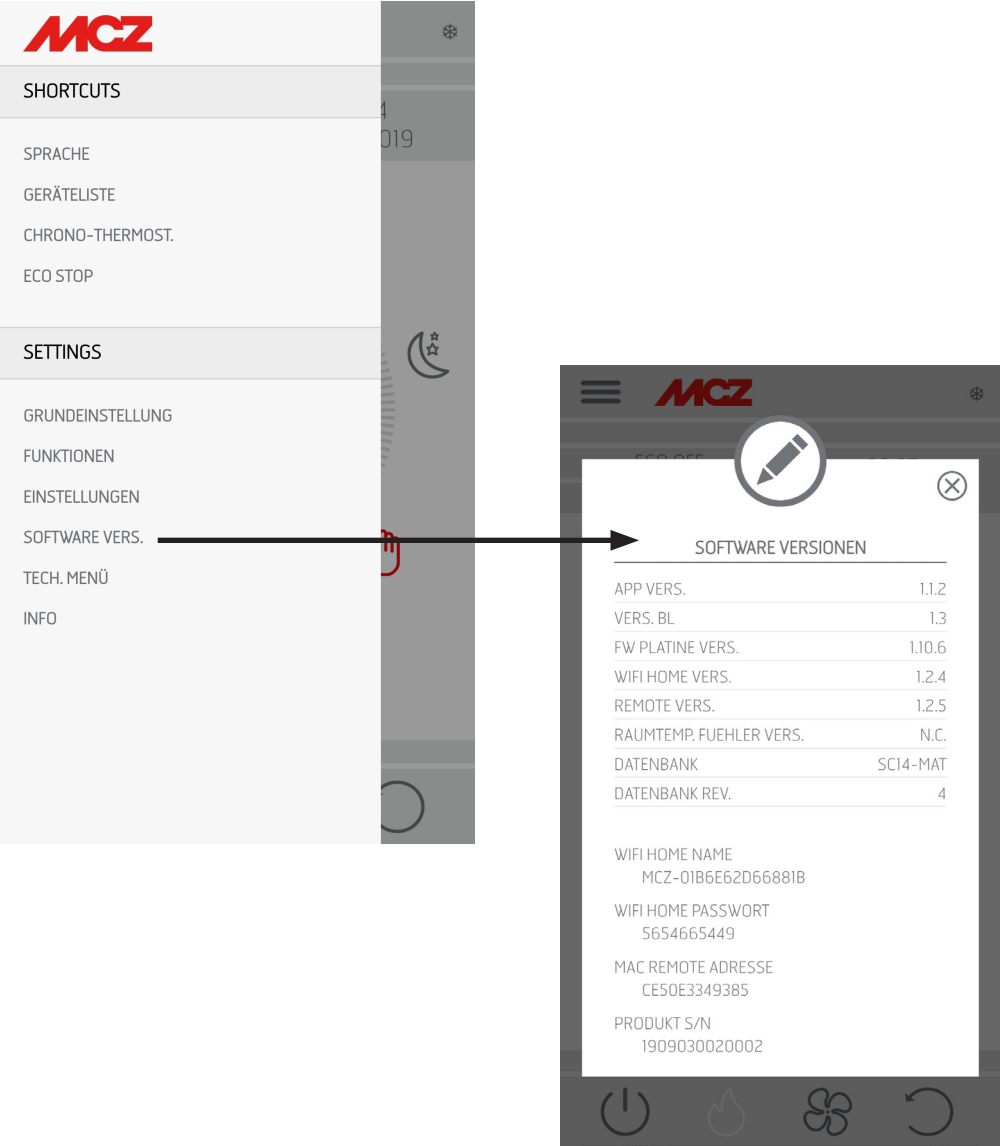 MCZ
SHORTCUTS
4
019
SPRACHE
GERÄTELISTE
CHRONO-THERMOST.
ECO STOP
SETTINGS
GRUNDEINSTELLUNG
FUNKTIONEN
EINSTELLUNGEN
SOFTWARE VERS.
TECH. MENÜ
INFO
MCZ
SOFTWARE VERSIONEN
APP VERS. 1.1.2
VERS. BL 1.3
FW PLATINE VERS. 1.10.6
WIFI HOME VERS. 1.2.4
REMOTE VERS. 1.2.5
RAUMTEMP. FUEHLER VERS. N.C.
DATENBANK SC14-MAT
DATENBANK REV. 4
WIFI HOME NAME
MCZ-01B6E62D66881B
WIFI HOME PASSWORT
5654665449
MAC REMOTE ADRESSE
CE50E3349385
PRODUKT S/N
1909030020002